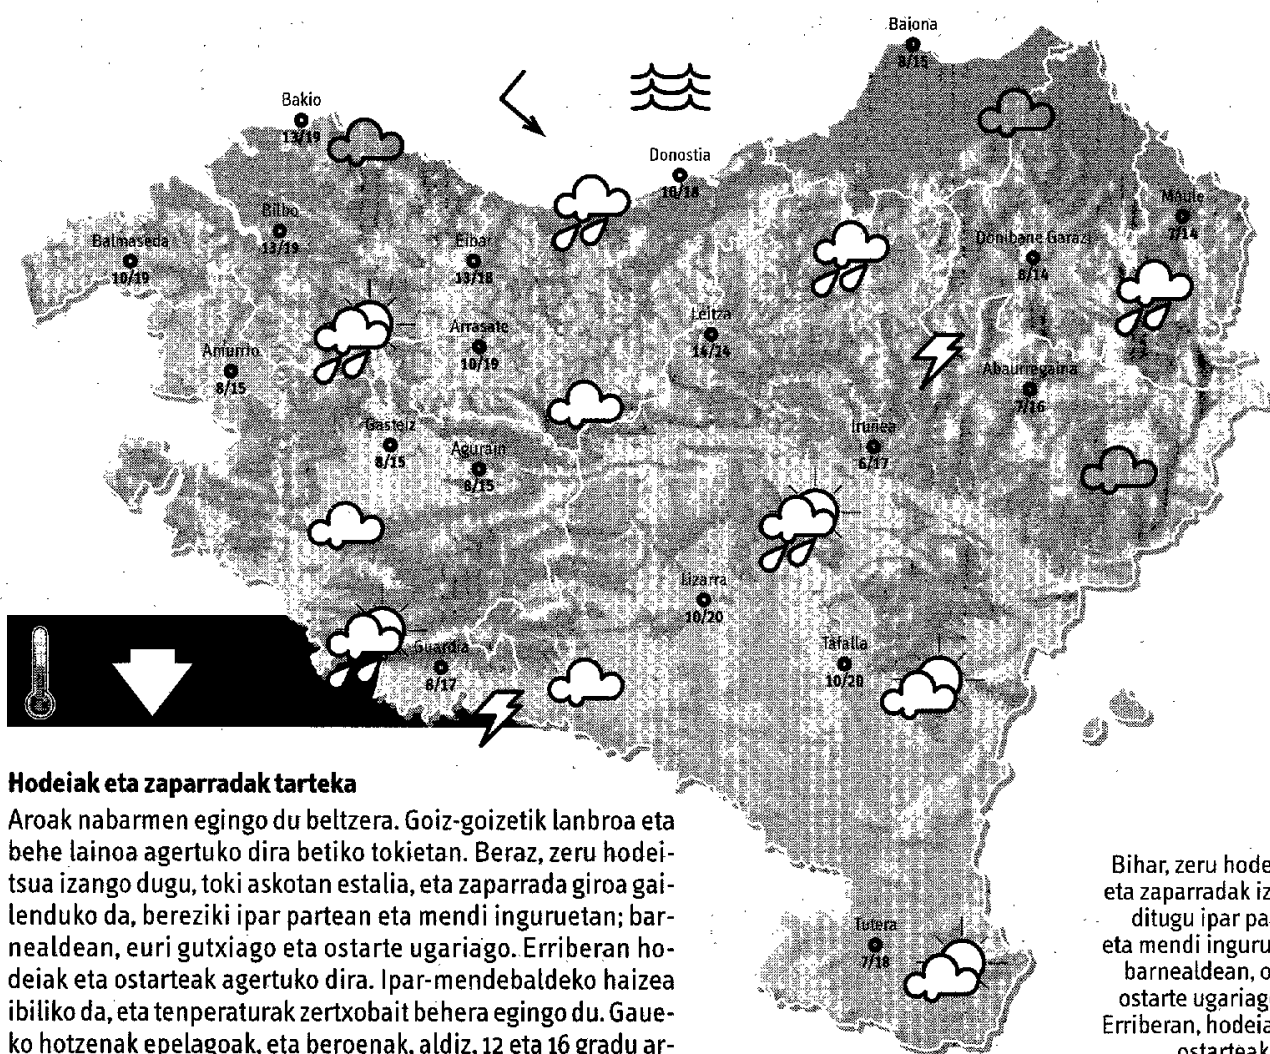 Baiona
8/15
Bakio
13/19
Donostia
10/18
Maule
7/14
Bilbo
13/19
Balmaseda
10/19
Eibar
13/18
Donibane Garazi
8/14
Leitza
14/24
Arrasate
10/19
Amurrio
8/15
Abaurregaina
7/16
Gasteiz
8/15
Iruñea
6/17
Agurain
8/15
Lizarra
10/20
Tafalla
10/20
Guardia
8/17
Tutera
7/18
Hodeiak eta zaparradak tarteka
Aroak nabarmen egingo du beltzera. Goiz-goizetik lanbroa eta
behe lainoa agertuko dira betiko tokietan. Beraz, zeru hodei-
tsua izango dugu, toki askotan estalia, eta zaparrada giroa gai-
lenduko da, bereziki ipar partean eta mendi inguruetan; bar-
nealdean, euri gutxiago eta ostarte ugariago. Erriberan ho-
deiak eta ostarteak agertuko dira. Ipar-mendebaldeko haizea
ibiliko da, eta tenperaturak zertxobait behera egingo du. Gaue-
ko hotzenak epelagoak, eta beroenak, aldiz, 12 eta 16 gradu ar-
Bihar, zeru hode
eta zaparradak iz
ditugu ipar pa
eta mendi inguru
barnealdean, o
ostarte ugariag
Erriberan, hodeia
ostarteak